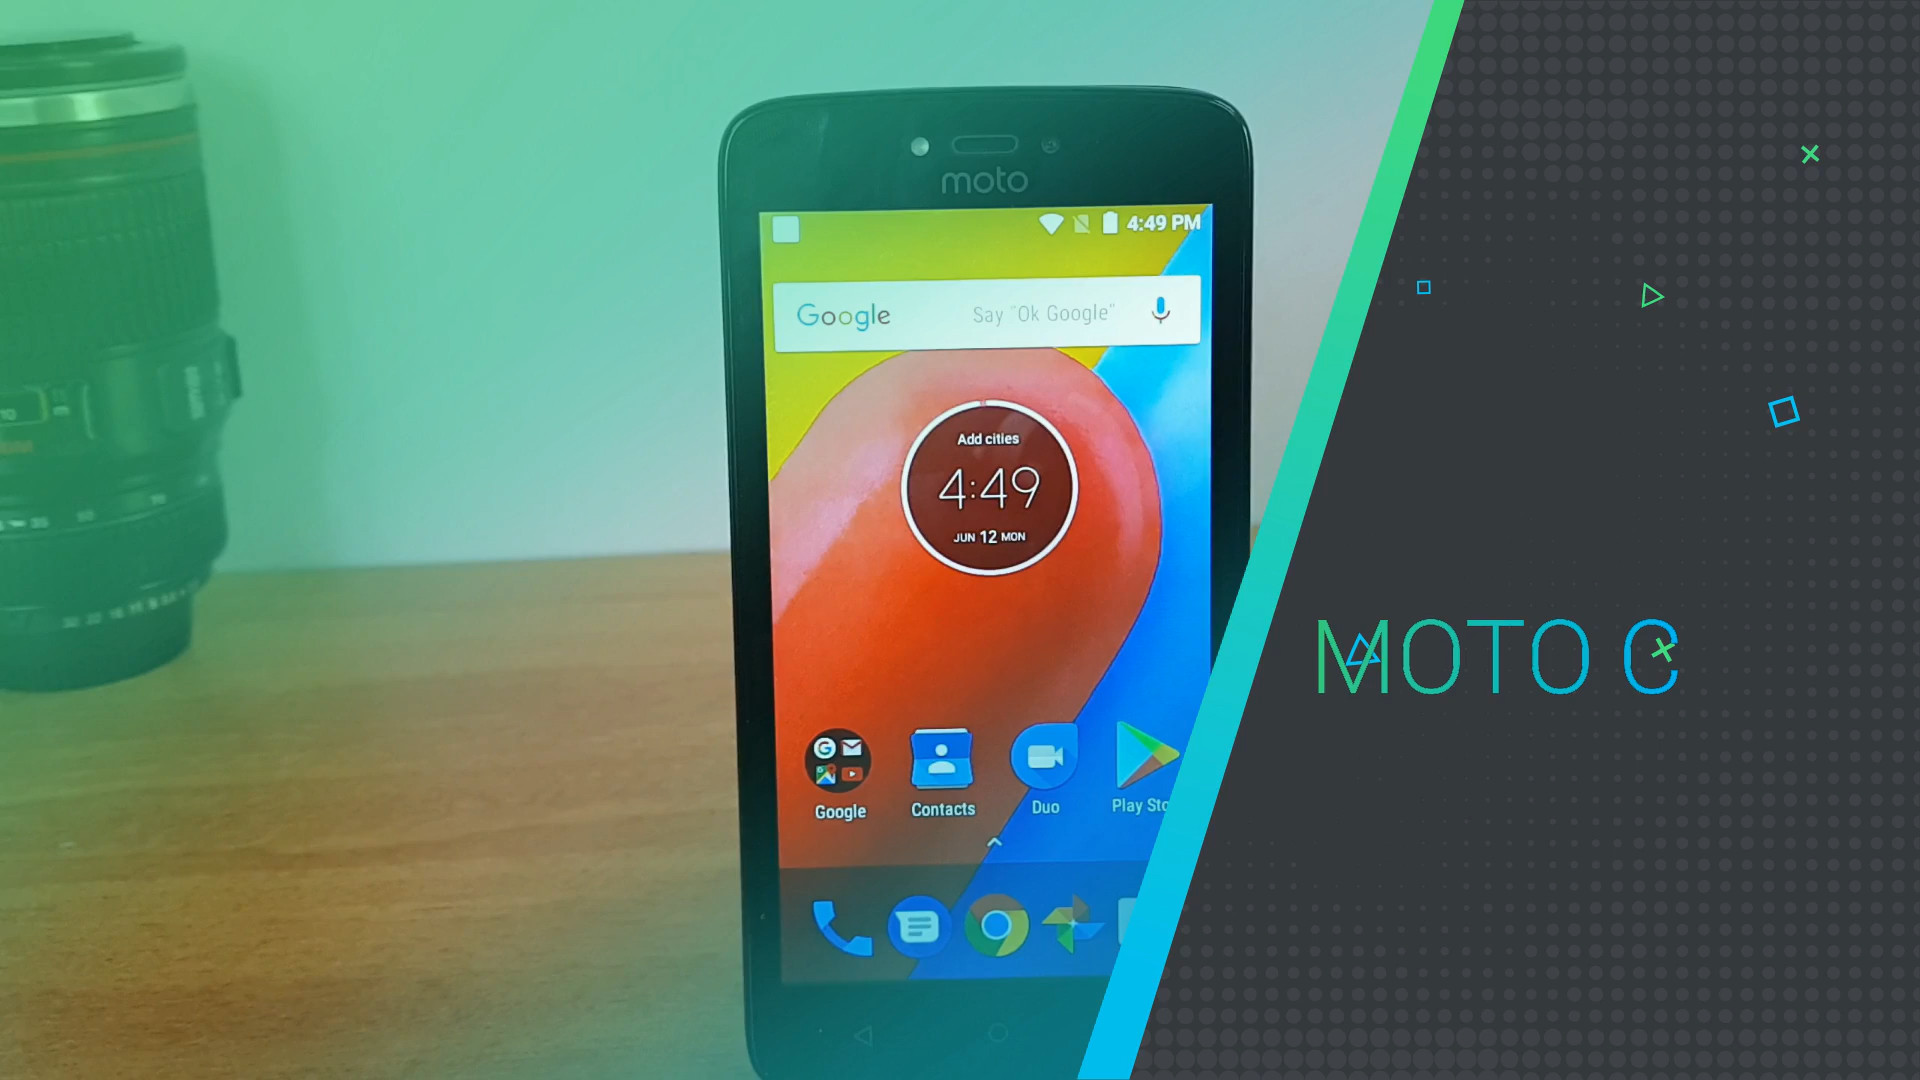 moto
4:49 PM
Google Say "Ok Google"
Add cities
4:49
JUN 12 MON
MOTO C
Google Contacts Duo Play Sto